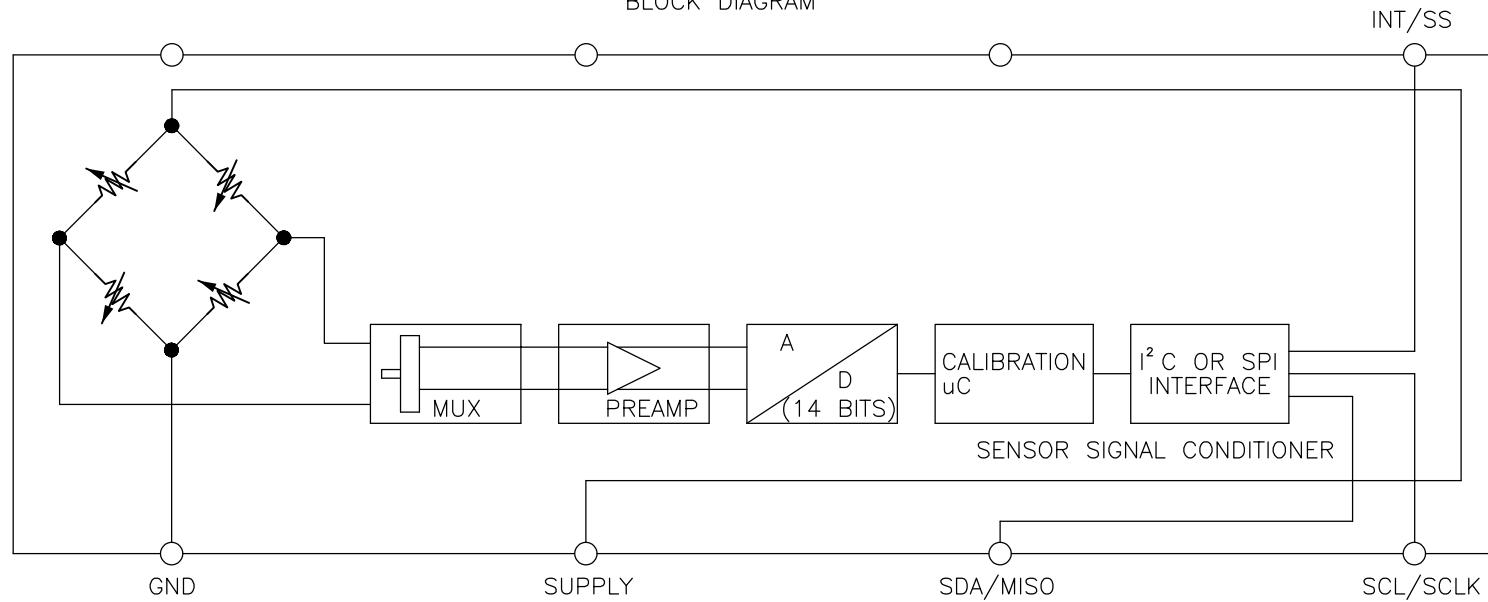 BLOCK DIAGRAM
INT/SS
A
D
(14 BITS)
MUX
PREAMP
CALIBRATION
uC
I²C OR SPI
INTERFACE
SENSOR SIGNAL CONDITIONER
GND
SUPPLY
SDA/MISO
SCL/SCLK